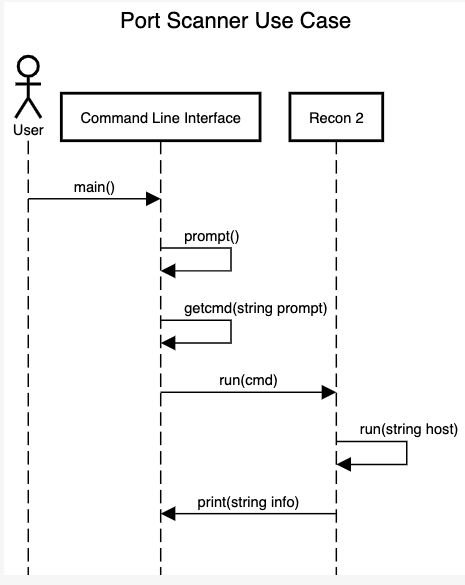 Port Scanner Use Case
User
Command Line Interface
Recon 2
main()
prompt()
getcmd(string prompt)
run(cmd)
run(string host)
print(string info)